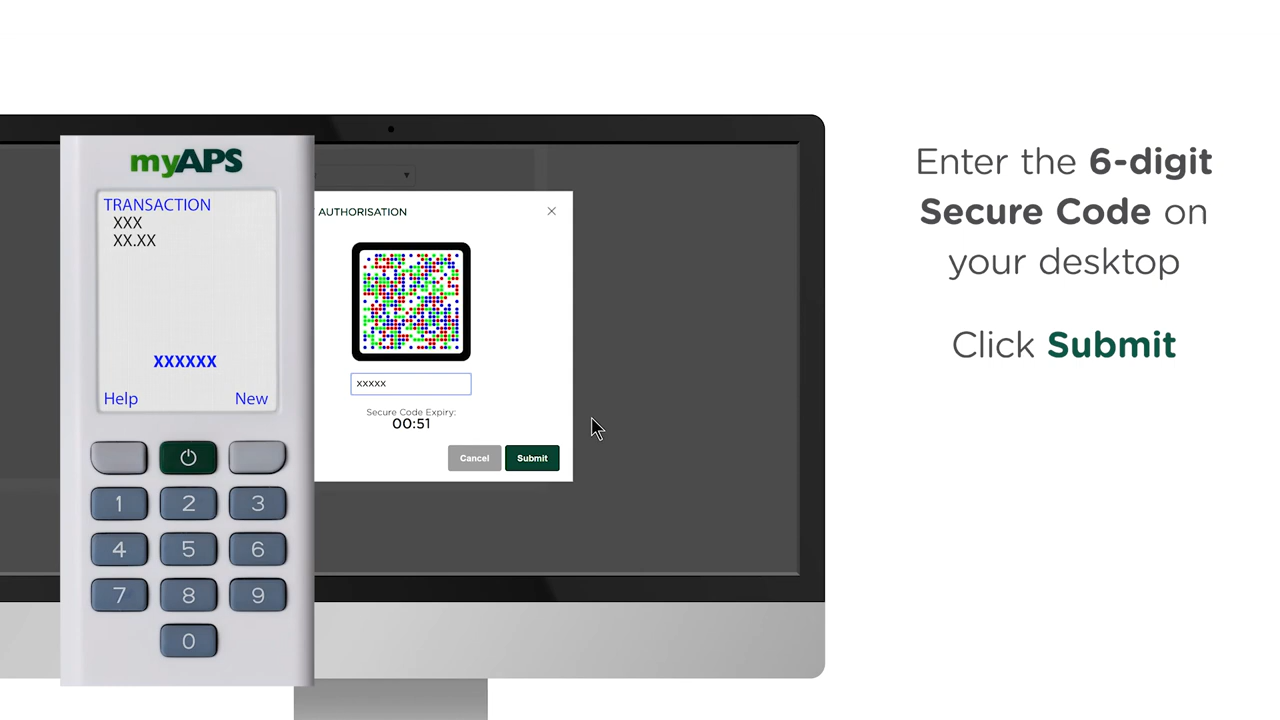 myAPS
TRANSACTION
XXX
XX.XX
XXXXXX
Help
New
1
2
3
4
5
6
7
8
9
0
AUTHORISATION
xxxxx
Secure Code Expiry:
00:51
Cancel
Submit
Enter the 6-digit
Secure Code on
your desktop
Click Submit